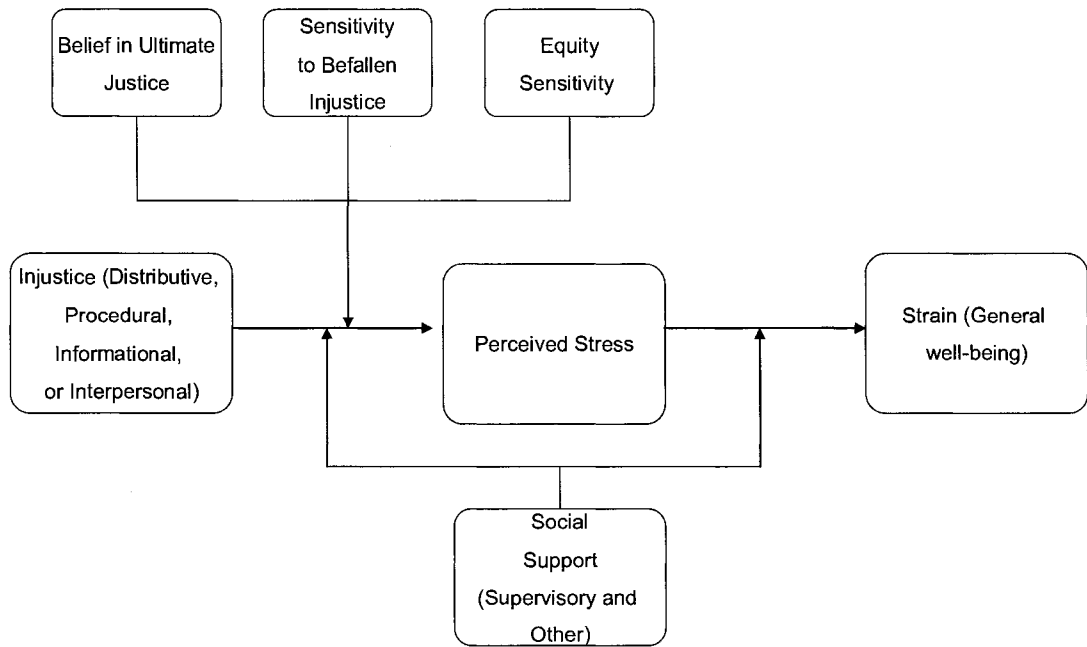 Belief in Ultimate
Justice
Sensitivity
to Befallen
Injustice
Equity
Sensitivity
Injustice (Distributive,
Procedural,
Informational,
or Interpersonal)
Perceived Stress
Strain (General
well-being)
Social
Support
(Supervisory and
Other)